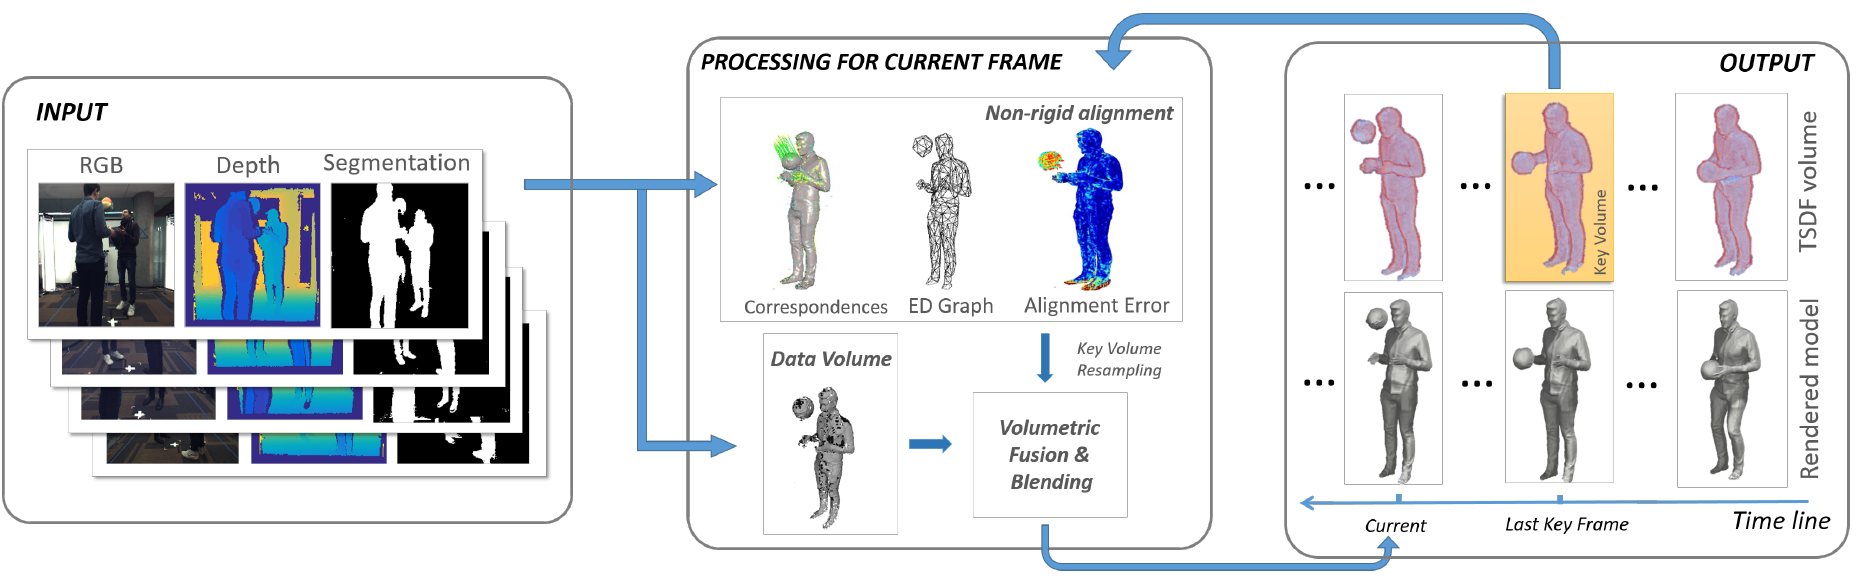 INPUT
RGB
Depth
Segmentation
PROCESSING FOR CURRENT FRAME
Non-rigid alignment
Correspondences
ED Graph
Alignment Error
Data Volume
Key Volume
Resampling
Volumetric
Fusion &
Blending
OUTPUT
...
...
...
Key Volume
TSDF volume
...
...
...
Rendered model
Current
Last Key Frame
Time line